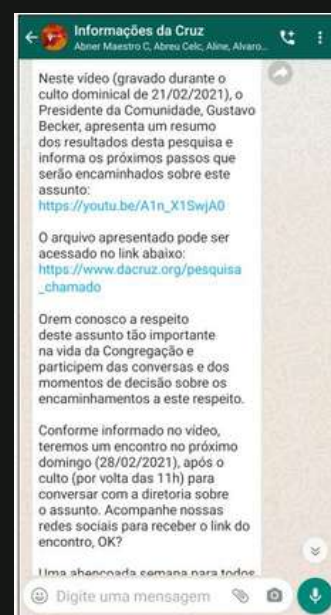 Informações da Cruz
Abner Maestro C, Abreu Celc, Aline, Alvaro...
Neste vídeo (gravado durante o
culto dominical de 21/02/2021), o
Presidente da Comunidade, Gustavo
Becker, apresenta um resumo
dos resultados desta pesquisa e
informa os próximos passos que
serão encaminhados sobre este
assunto:
https://youtu.be/A1n_X1SwjA0
O arquivo apresentado pode ser
acessado no link abaixo:
https://www.dacruz.org/pesquisa
_chamado
Orem conosco a respeito
deste assunto tão importante
na vida da Congregação e
participem das conversas e dos
momentos de decisão sobre os
encaminhamentos a este respeito.
Conforme informado no vídeo,
teremos um encontro no próximo
domingo (28/02/2021), após o
culto (por volta das 11h) para
conversar com a diretoria sobre
o assunto. Acompanhe nossas
redes sociais para receber o link do
encontro, OK?
Uma abençoada semana para todos
Digite uma mensagem